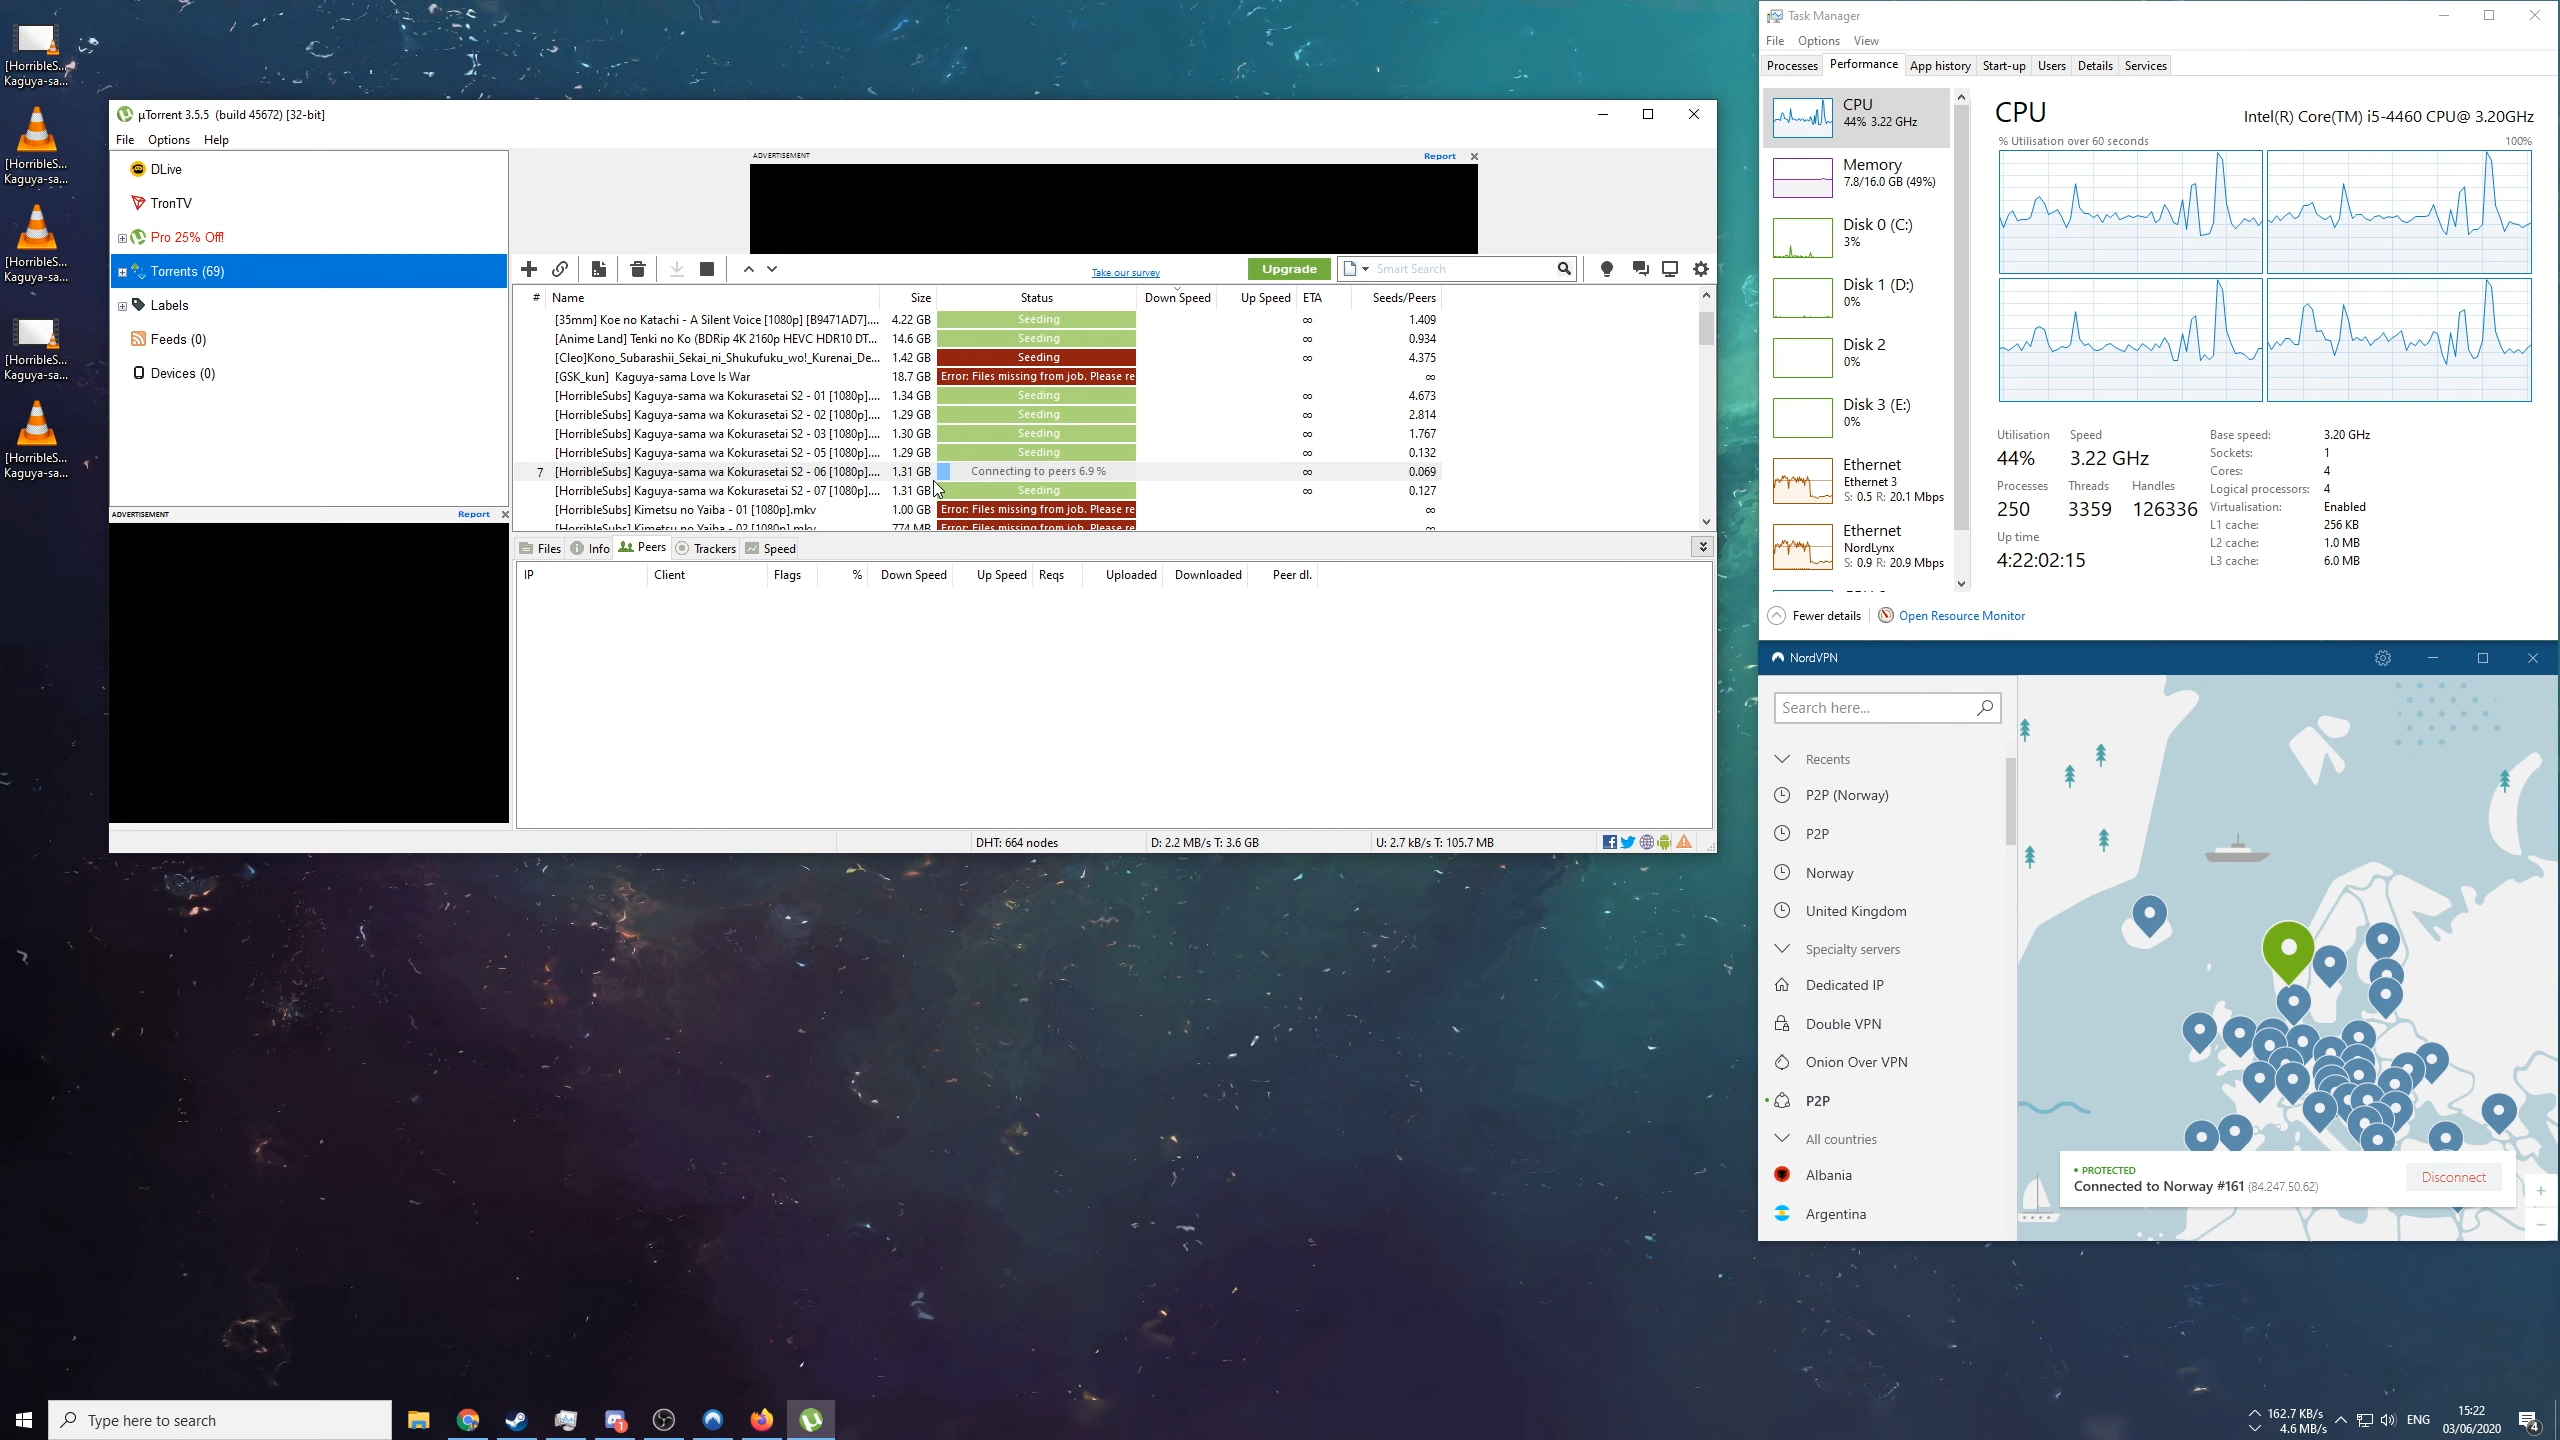 [HorribleS...
Kaguya-sa...
[HorribleS...
Kaguya-sa...
[HorribleS...
Kaguya-sa...
[HorribleS...
Kaguya-sa...
[HorribleS...
Kaguya-sa...
µTorrent 3.5.5 (build 45672) [32-bit]
File Options Help
DLive
TronTV
Pro 25% Off!
Torrents (69)
Labels
Feeds (0)
Devices (0)
ADVERTISEMENT Report
ADVERTISEMENT Report
Take our survey Upgrade Smart Search
# Name Size Status Down Speed Up Speed ETA Seeds/Peers
[35mm] Koe no Katachi - A Silent Voice [1080p] [B9471AD7].... 4.22 GB Seeding ∞ 1.409
[Anime Land] Tenki no Ko (BDRip 4K 2160p HEVC HDR10 DT... 14.6 GB Seeding ∞ 0.934
[Cleo]Kono_Subarashii_Sekai_ni_Shukufuku_wo!_Kurenai_De... 1.42 GB Seeding ∞ 4.375
[GSK_kun] Kaguya-sama Love Is War 18.7 GB Error: Files missing from job. Please re ∞
[HorribleSubs] Kaguya-sama wa Kokurasetai S2 - 01 [1080p].... 1.34 GB Seeding ∞ 4.673
[HorribleSubs] Kaguya-sama wa Kokurasetai S2 - 02 [1080p].... 1.29 GB Seeding ∞ 2.814
[HorribleSubs] Kaguya-sama wa Kokurasetai S2 - 03 [1080p].... 1.30 GB Seeding ∞ 1.767
[HorribleSubs] Kaguya-sama wa Kokurasetai S2 - 05 [1080p].... 1.29 GB Seeding ∞ 0.132
7 [HorribleSubs] Kaguya-sama wa Kokurasetai S2 - 06 [1080p].... 1.31 GB Connecting to peers 6.9 % ∞ 0.069
[HorribleSubs] Kaguya-sama wa Kokurasetai S2 - 07 [1080p].... 1.31 GB Seeding ∞ 0.127
[HorribleSubs] Kimetsu no Yaiba - 01 [1080p].mkv 1.00 GB Error: Files missing from job. Please re ∞
[HorribleSubs] Kimetsu no Yaiba - 02 [1080p].mkv 774 MB Error: Files missing from job. Please re ∞
Files Info Peers Trackers Speed
IP Client Flags % Down Speed Up Speed Reqs Uploaded Downloaded Peer dl.
DHT: 664 nodes D: 2.2 MB/s T: 3.6 GB U: 2.7 kB/s T: 105.7 MB
Task Manager
File Options View
Processes Performance App history Start-up Users Details Services
CPU
44% 3.22 GHz
Memory
7.8/16.0 GB (49%)
Disk 0 (C:)
3%
Disk 1 (D:)
0%
Disk 2
0%
Disk 3 (E:)
0%
Ethernet
Ethernet 3
S: 0.5 R: 20.1 Mbps
Ethernet
NordLynx
S: 0.9 R: 20.9 Mbps
CPU Intel(R) Core(TM) i5-4460 CPU@ 3.20GHz
% Utilisation over 60 seconds 100%
Utilisation Speed
44% 3.22 GHz
Processes Threads Handles
250 3359 126336
Up time
4:22:02:15
Base speed: 3.20 GHz
Sockets: 1
Cores: 4
Logical processors: 4
Virtualisation: Enabled
L1 cache: 256 KB
L2 cache: 1.0 MB
L3 cache: 6.0 MB
Fewer details Open Resource Monitor
NordVPN
Search here...
Recents
P2P (Norway)
P2P
Norway
United Kingdom
Specialty servers
Dedicated IP
Double VPN
Onion Over VPN
P2P
All countries
Albania
Argentina
PROTECTED
Connected to Norway #161 (84.247.50.62)
Disconnect
Type here to search
1
162.7 KB/s
4.6 MB/s
ENG
15:22
03/06/2020
4